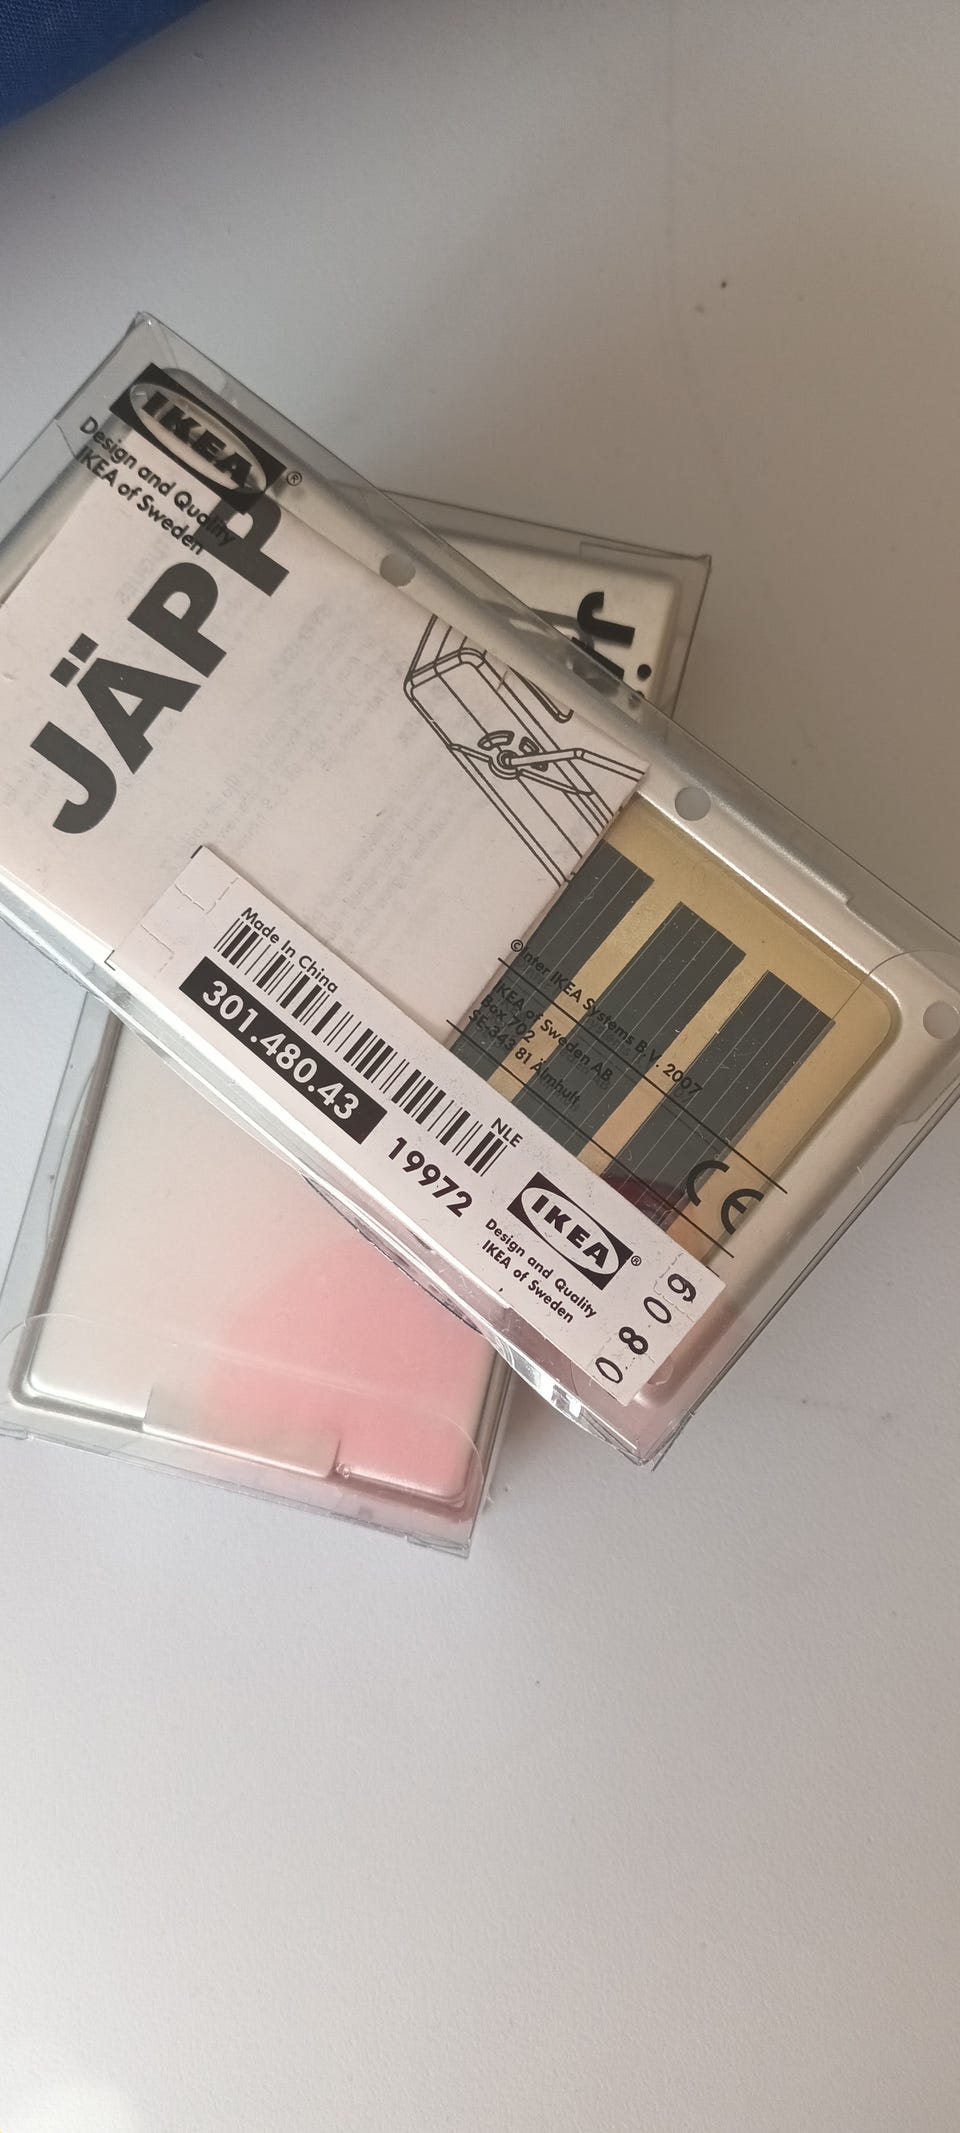 IKEA®
Design and Quality
IKEA of Sweden
JÄPP
Made In China
301.480.43
19972
NLE
IKEA®
Design and Quality
IKEA of Sweden
0809
© Inter IKEA Systems B.V. 2007
IKEA of Sweden AB
Box 702
SE-343 81 Älmhult
CE
J